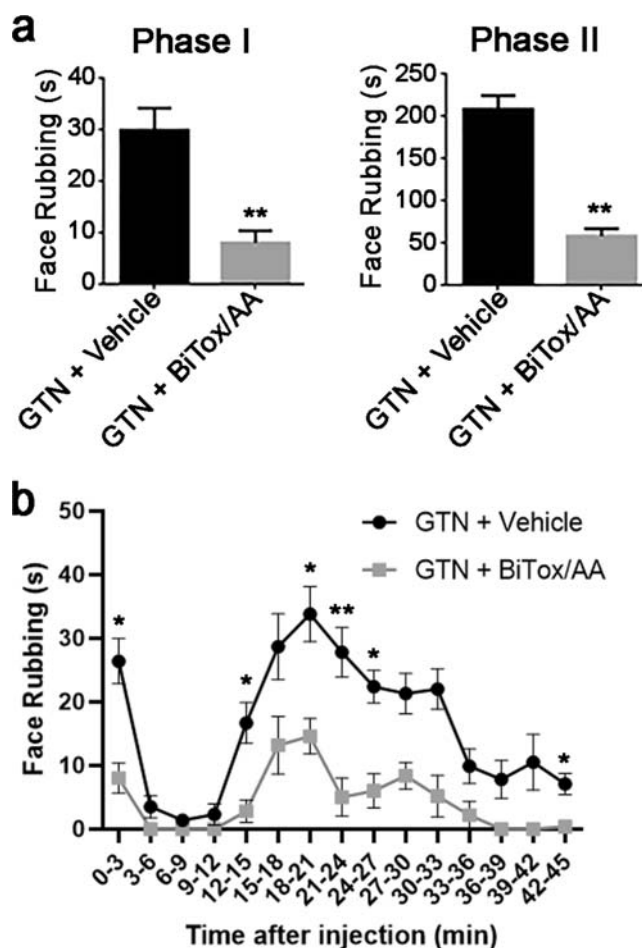 a
Phase I
Phase II
Face Rubbing (s)
40
30
20
10
0
**
GTN + Vehicle
GTN + BiTox/AA
Face Rubbing (s)
250
200
150
100
50
0
**
GTN + Vehicle
GTN + BiTox/AA
b
Face Rubbing (s)
50
40
30
20
10
0
GTN + Vehicle
GTN + BiTox/AA
*
*
*
**
*
*
0-3
3-6
6-9
9-12
12-15
15-18
18-21
21-24
24-27
27-30
30-33
33-36
36-39
39-42
42-45
Time after injection (min)